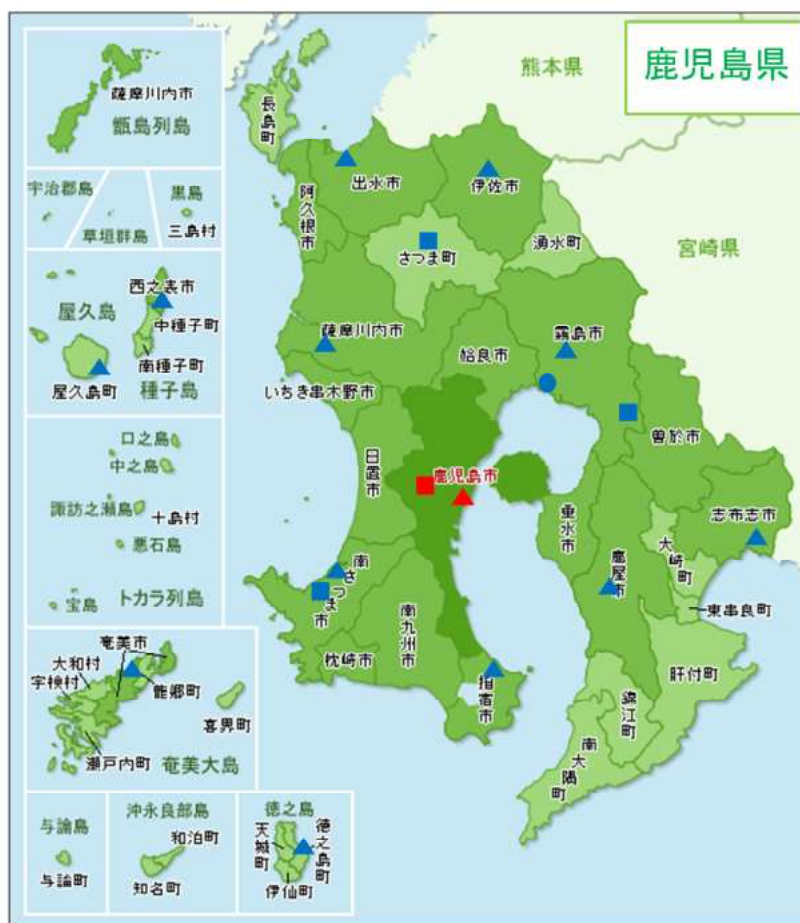 鹿児島県
熊本県
宮崎県
薩摩川内市
甑島列島
宇治群島
草垣群島
黒島
三島村
屋久島
西之表市
中種子町
南種子町
屋久島町
種子島
口之島
中之島
諏訪之瀬島
十島村
悪石島
宝島
トカラ列島
奄美市
大和村
宇検村
龍郷町
喜界町
瀬戸内町
奄美大島
与論島
与論町
沖永良部島
和泊町
知名町
徳之島
天城町
徳之島町
伊仙町
長島町
出水市
伊佐市
阿久根市
さつま町
湧水町
薩摩川内市
姶良市
霧島市
いちき串木野市
日置市
鹿児島市
曽於市
垂水市
志布志市
大崎町
鹿屋市
東串良町
南さつま市
南九州市
枕崎市
指宿市
肝付町
錦江町
南大隅町